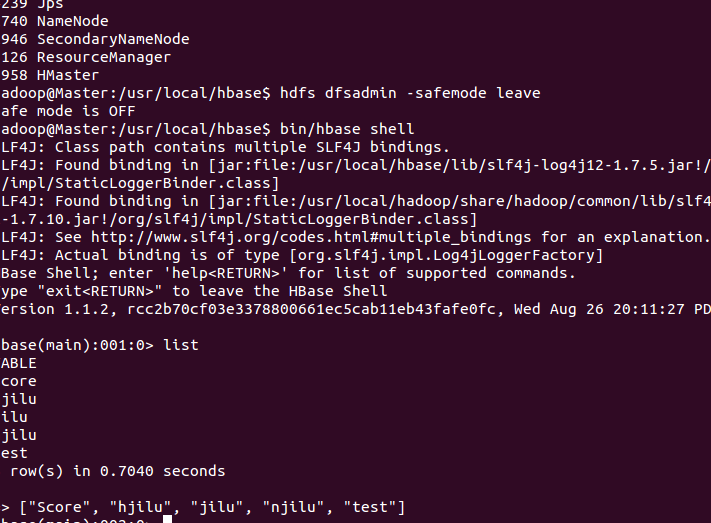 239 Jps
740 NameNode
946 SecondaryNameNode
126 ResourceManager
958 HMaster
adoop@Master:/usr/local/hbase$ hdfs dfsadmin -safemode leave
afe mode is OFF
adoop@Master:/usr/local/hbase$ bin/hbase shell
LF4J: Class path contains multiple SLF4J bindings.
LF4J: Found binding in [jar:file:/usr/local/hbase/lib/slf4j-log4j12-1.7.5.jar!/
/impl/StaticLoggerBinder.class]
LF4J: Found binding in [jar:file:/usr/local/hadoop/share/hadoop/common/lib/slf4
-1.7.10.jar!/org/slf4j/impl/StaticLoggerBinder.class]
LF4J: See http://www.slf4j.org/codes.html#multiple_bindings for an explanation.
LF4J: Actual binding is of type [org.slf4j.impl.Log4jLoggerFactory]
Base Shell; enter 'help<RETURN>' for list of supported commands.
ype "exit<RETURN>" to leave the HBase Shell
ersion 1.1.2, rcc2b70cf03e3378800661ec5cab11eb43fafe0fc, Wed Aug 26 20:11:27 PD
base(main):001:0> list
ABLE
core
jilu
ilu
jilu
est
row(s) in 0.7040 seconds
> ["Score", "hjilu", "jilu", "njilu", "test"]
base(main):002:0>